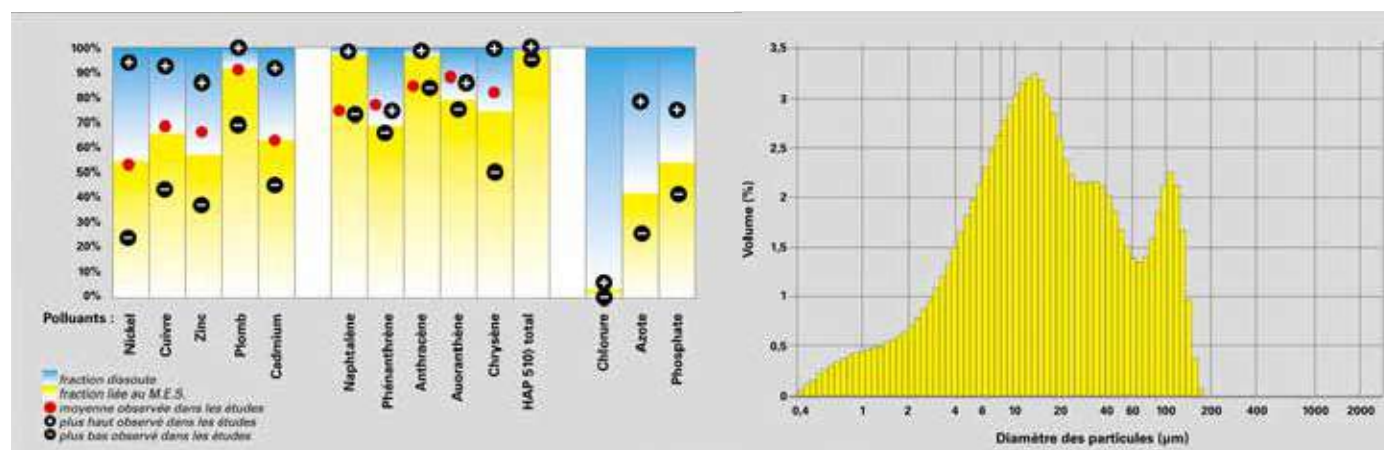 100%
90%
80%
70%
60%
50%
40%
30%
20%
10%
0%
Polluants :
Nickel
Cuivre
Zinc
Plomb
Cadmium
Naphtalène
Phénanthrène
Anthracène
Auoranthène
Chrysène
HAP 510) total
Chlorure
Azote
Phosphate
fraction dissoute
fraction liée au M.E.S.
moyenne observée dans les études
plus haut observé dans les études
plus bas observé dans les études
Volume (%)
3,5
3
2,5
2
1,5
1
0,5
0
0,4 1 2 4 6 10 20 40 60 100 200 400 1000 2000
Diamètre des particules (µm)